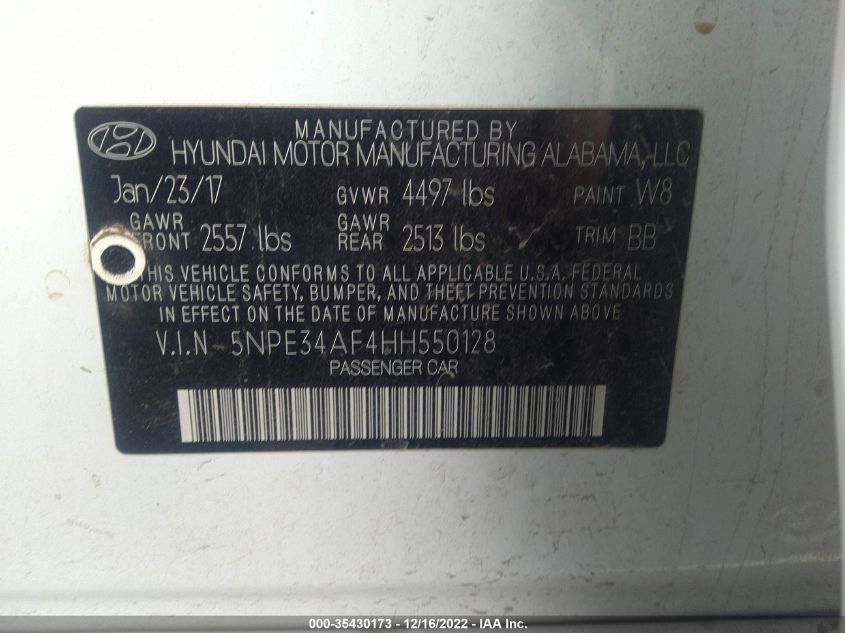 MANUFACTURED BY
HYUNDAI MOTOR MANUFACTURING ALABAMA, LLC
Jan/23/17 GVWR 4497 lbs PAINT W8
GAWR FRONT 2557 lbs GAWR REAR 2513 lbs TRIM BB
THIS VEHICLE CONFORMS TO ALL APPLICABLE U.S.A. FEDERAL
MOTOR VEHICLE SAFETY, BUMPER, AND THEFT PREVENTION STANDARDS
IN EFFECT ON THE DATE OF MANUFACTURE SHOWN ABOVE.
V.I.N 5NPE34AF4HH550128
PASSENGER CAR
000-35430173 - 12/16/2022 - IAA Inc.